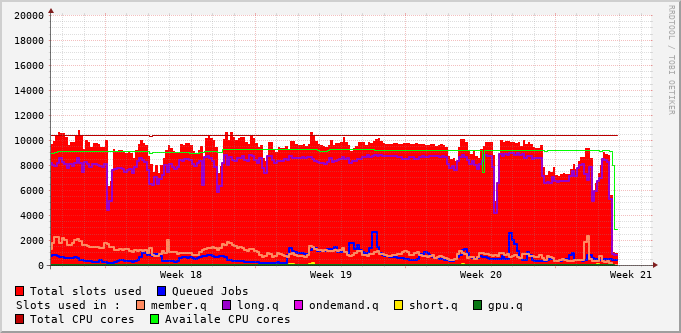 20000
18000
16000
14000
12000
10000
8000
6000
4000
2000
0
RRDTOOL / TOBI OETIKER
Week 18 Week 19 Week 20 Week 21
Total slots used Queued Jobs
Slots used in : member.q long.q ondemand.q short.q gpu.q
Total CPU cores Availale CPU cores